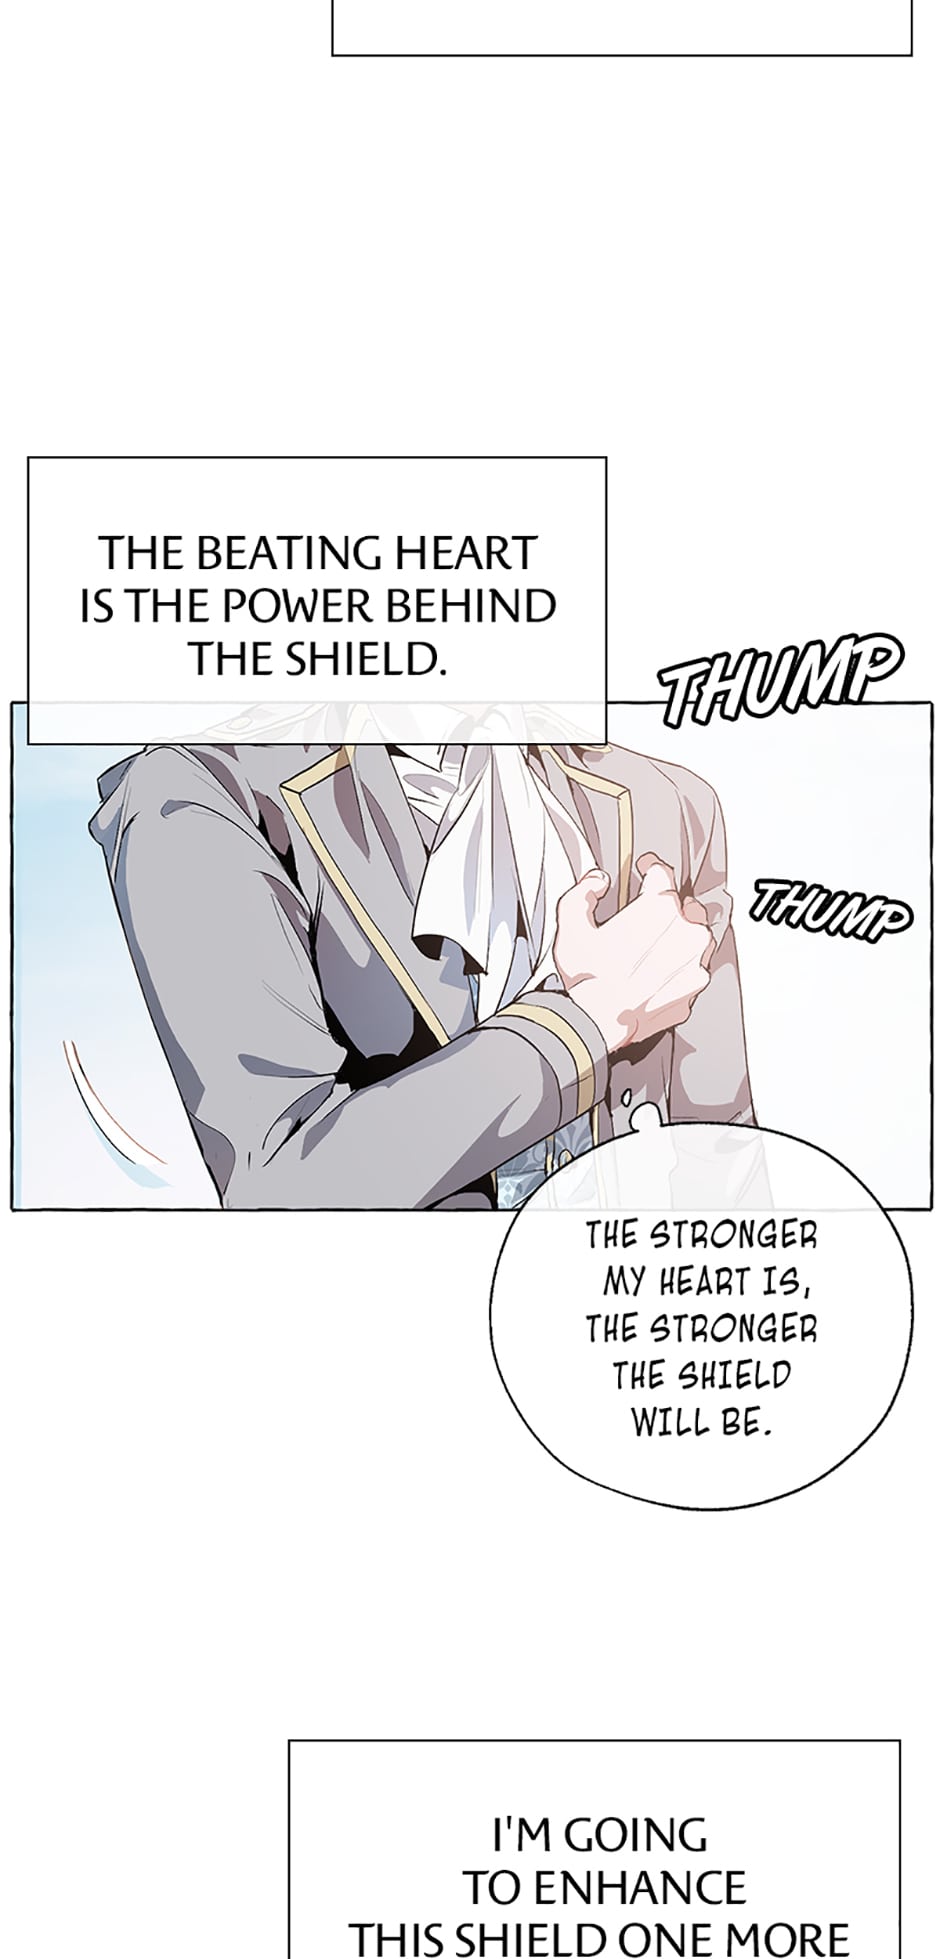 THE BEATING HEART
IS THE POWER BEHIND
THE SHIELD.
THUMP
THUMP
THE STRONGER
MY HEART IS,
THE STRONGER
THE SHIELD
WILL BE.
I'M GOING
TO ENHANCE
THIS SHIELD ONE MORE